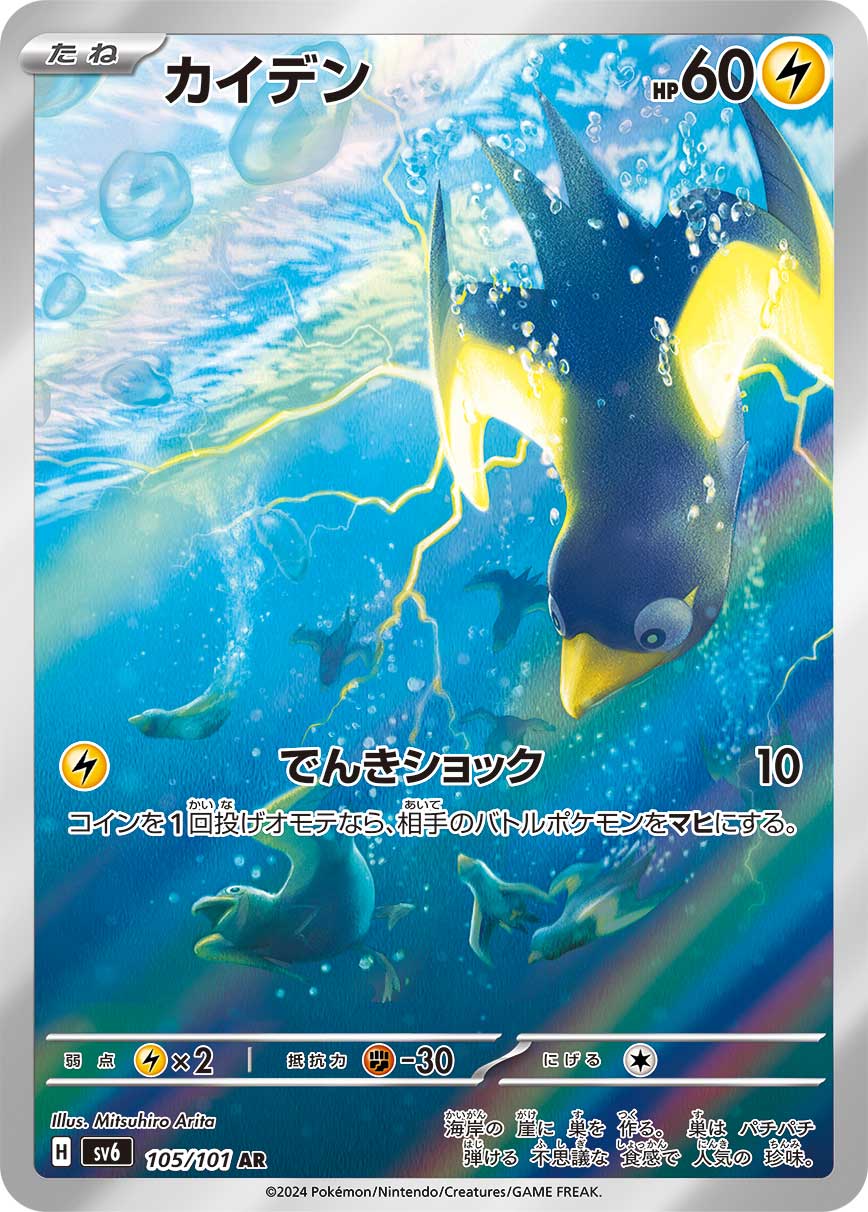 たね
カイデン
HP60
でんきショック 10
コインを1回投げオモテなら、相手のバトルポケモンをマヒにする。
弱点 ×2 抵抗力 -30 にげる
Illus. Mitsuhiro Arita
H sv6 105/101 AR
海岸の 崖に 巣を 作る。 巣は パチパチ
弾ける 不思議な 食感で 人気の 珍味。
©2024 Pokémon/Nintendo/Creatures/GAME FREAK.